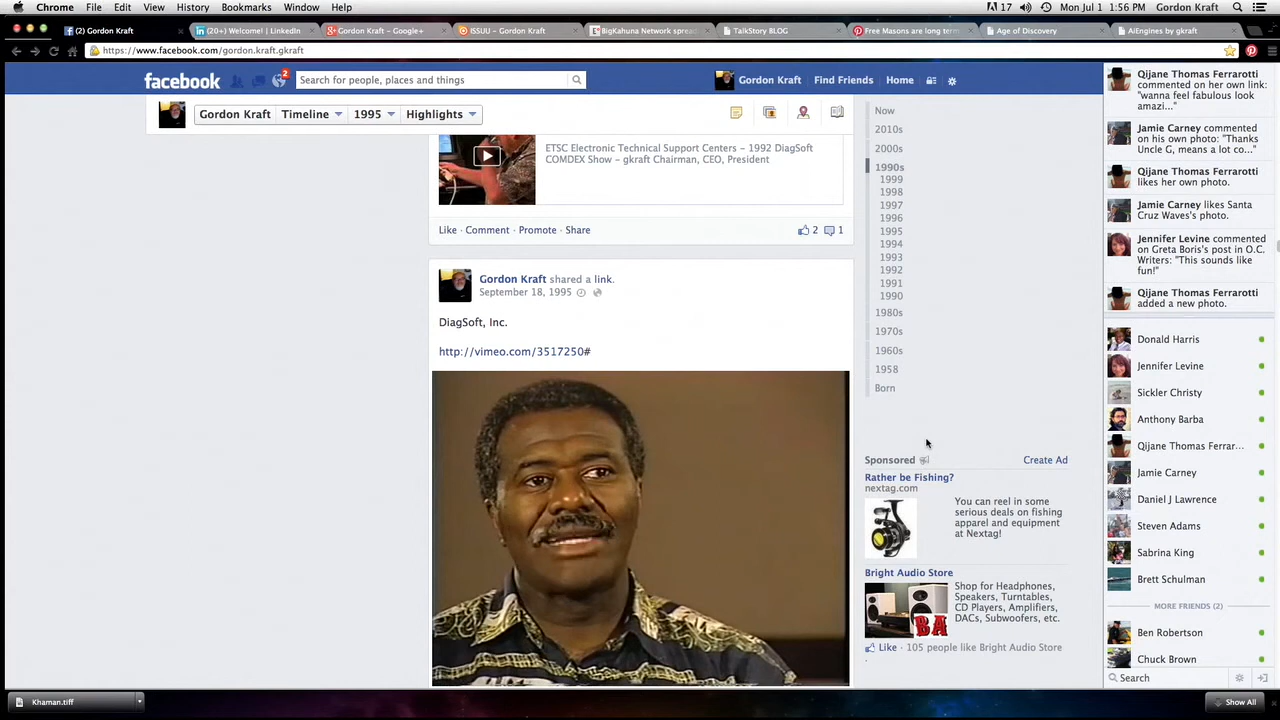 Chrome File Edit View History Bookmarks Window Help
17 Mon Jul 1 1:56 PM Gordon Kraft
(2) Gordon Kraft
(20+) Welcome! | LinkedIn
Gordon Kraft - Google+
ISSUU - Gordon Kraft
BigKahuna Network spread
TalkStory BLOG
Free Masons are long term
Age of Discovery
AiEngines by gkraft
https://www.facebook.com/gordon.kraft.gkraft
facebook
2
Search for people, places and things
Gordon Kraft Find Friends Home
Gordon Kraft Timeline 1995 Highlights
ETSC Electronic Technical Support Centers - 1992 DiagSoft
COMDEX Show - gkraft Chairman, CEO, President
Like · Comment · Promote · Share
2 1
Gordon Kraft shared a link.
September 18, 1995
DiagSoft, Inc.
http://vimeo.com/3517250#
Now
2010s
2000s
1990s
1999
1998
1997
1996
1995
1994
1993
1992
1991
1990
1980s
1970s
1960s
1958
Born
Sponsored Create Ad
Rather be Fishing?
nextag.com
You can reel in some
serious deals on fishing
apparel and equipment
at Nextag!
Bright Audio Store
Shop for Headphones,
Speakers, Turntables,
CD Players, Amplifiers,
DACs, Subwoofers, etc.
BA
Like · 105 people like Bright Audio Store
.
Qijane Thomas Ferrarotti
commented on her own link:
"wanna feel fabulous look
amazi..."
Jamie Carney commented
on his own photo: "Thanks
Uncle G, means a lot co..."
Qijane Thomas Ferrarotti
likes her own photo.
Jamie Carney likes Santa
Cruz Waves's photo.
Jennifer Levine commented
on Greta Boris's post in O.C.
Writers: "This sounds like
fun!"
Qijane Thomas Ferrarotti
added a new photo.
Donald Harris
Jennifer Levine
Sickler Christy
Anthony Barba
Qijane Thomas Ferrar...
Jamie Carney
Daniel J Lawrence
Steven Adams
Sabrina King
Brett Schulman
MORE FRIENDS (2)
Ben Robertson
Chuck Brown
Search
Khaman.tiff
Show All